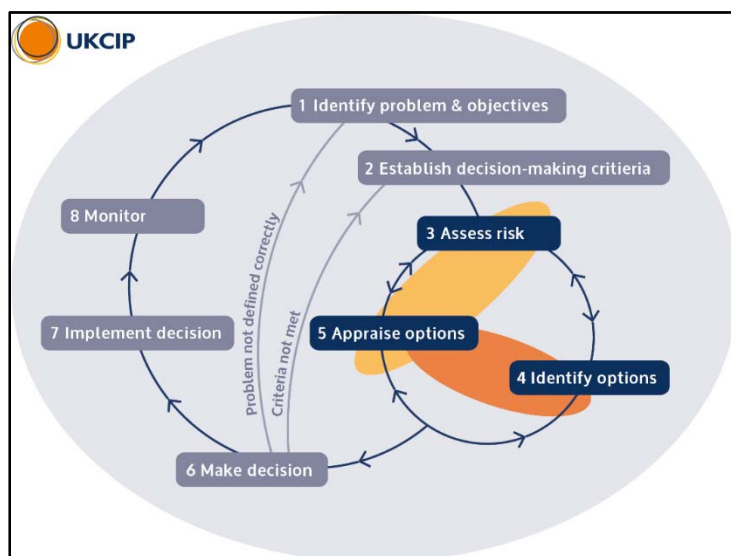 UKCIP
1 Identify problem & objectives
2 Establish decision-making critieria
3 Assess risk
8 Monitor
Problem not defined correctly
Criteria not met
7 Implement decision
5 Appraise options
4 Identify options
6 Make decision